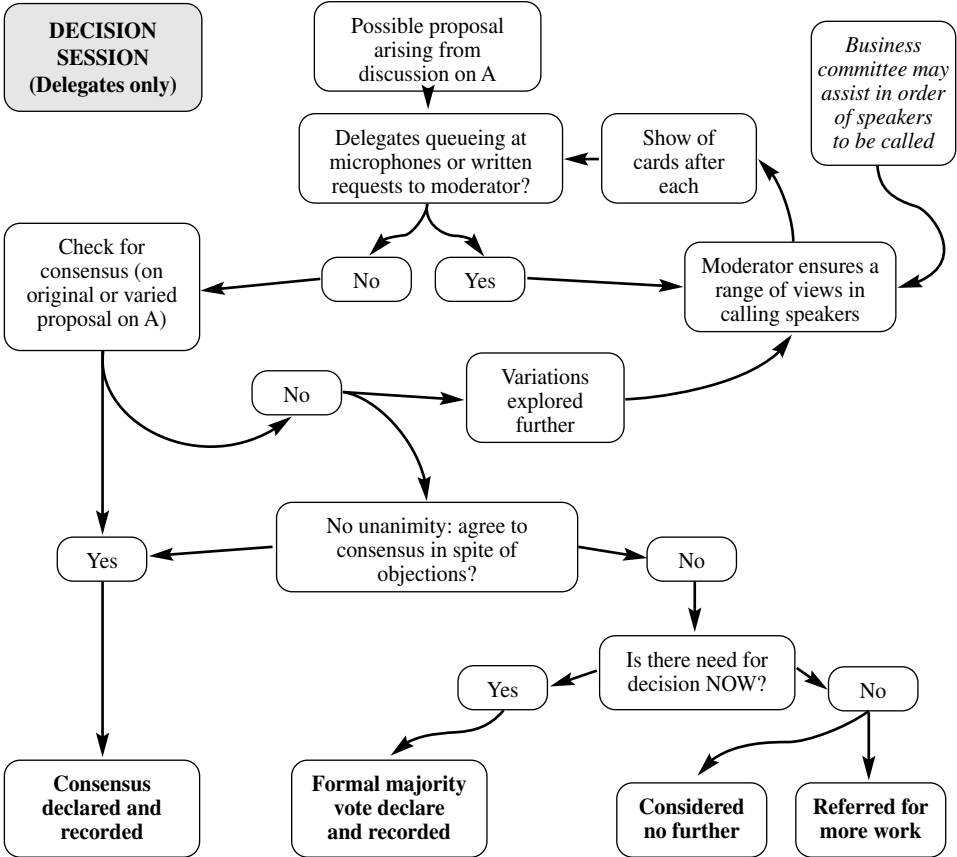 DECISION
SESSION
(Delegates only)
Possible proposal
arising from
discussion on A
Business
committee may
assist in order
of speakers
to be called
Delegates queueing at
microphones or written
requests to moderator?
Show of
cards after
each
Check for
consensus (on
original or varied
proposal on A)
No
Yes
Moderator ensures a
range of views in
calling speakers
No
Variations
explored
further
No unanimity: agree to
consensus in spite of
objections?
Yes
No
Is there need for
decision NOW?
Yes
No
Consensus
declared and
recorded
Formal majority
vote declare
and recorded
Considered
no further
Referred for
more work